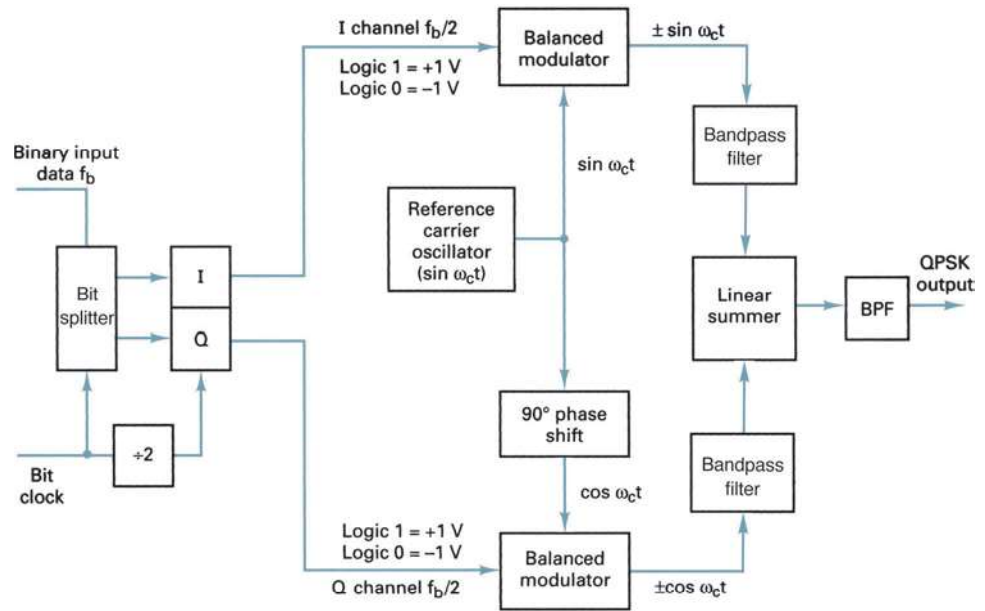 I channel fb/2
Logic 1 = +1 V
Logic 0 = –1 V
Balanced
modulator
± sin ωct
Bandpass
filter
Binary input
data fb
sin ωct
Reference
carrier
oscillator
(sin ωct)
Bit
splitter
I
Q
Linear
summer
BPF
QPSK
output
÷2
Bit
clock
90° phase
shift
cos ωct
Bandpass
filter
Logic 1 = +1 V
Logic 0 = –1 V
Q channel fb/2
Balanced
modulator
±cos ωct